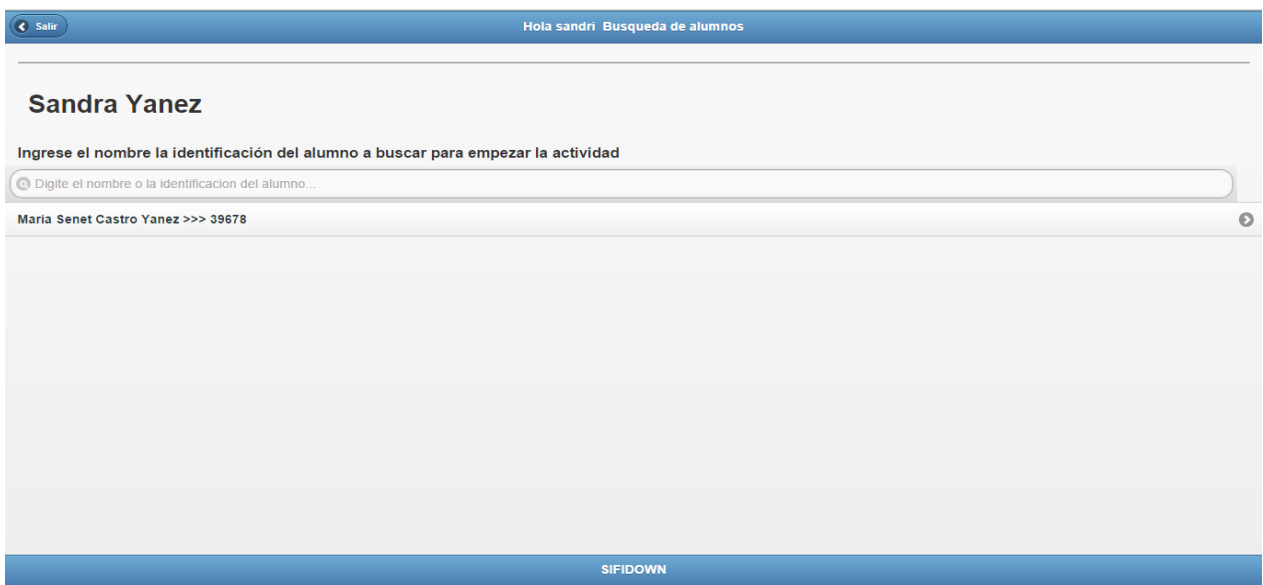 Salir
Hola sandri Busqueda de alumnos
Sandra Yanez
Ingrese el nombre la identificación del alumno a buscar para empezar la actividad
Digite el nombre o la identificacion del alumno...
Maria Senet Castro Yanez >>> 39678
SIFIDOWN